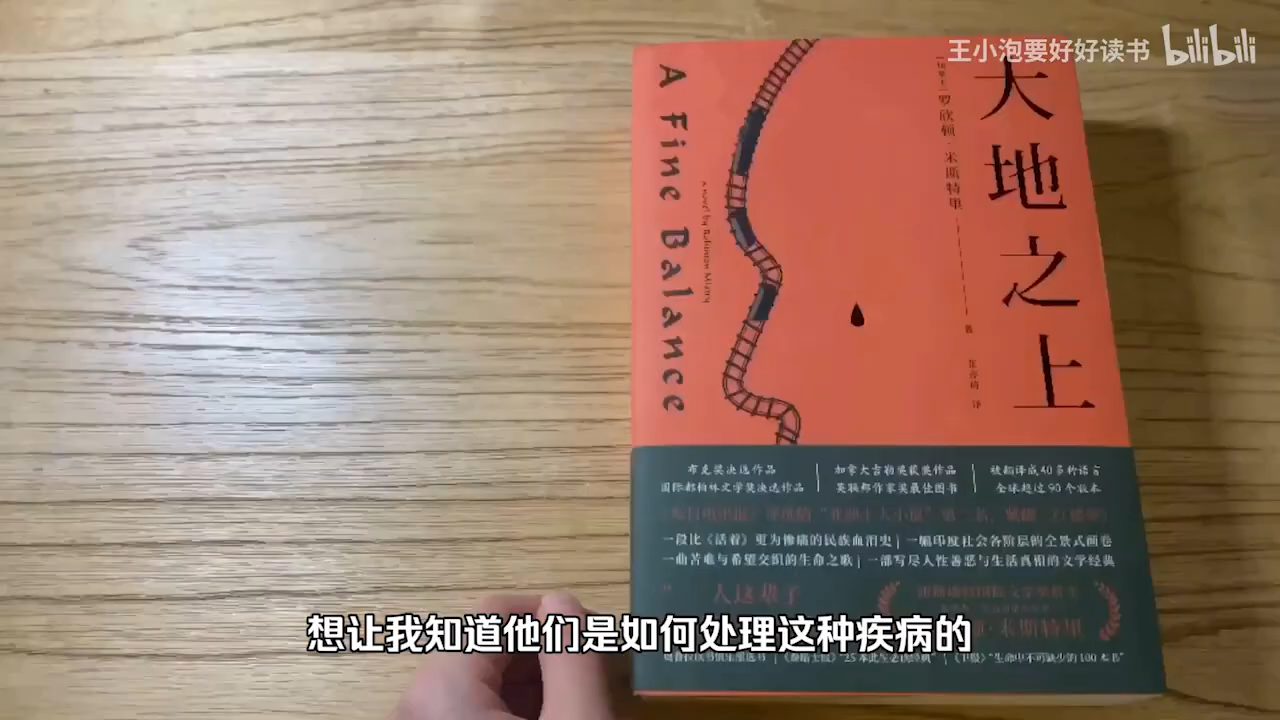 王小泡要好好读书 bilibili
A Fine Balance
大地之上
罗欣顿·米斯特里
著
译
布克奖决选作品
国际都柏林文学奖决选作品
加拿大吉勒奖获奖作品
英联邦作家奖最佳图书
被翻译成40多种语言
全球超过90个版本
一段比《活着》更为惨痛的民族血泪史|一幅印度社会各阶层的全景式画卷
一曲苦难与希望交织的生命之歌|一部写尽人性善恶与生活真相的文学经典
人这辈子
·米斯特里
想让我知道他们是如何处理这种疾病的